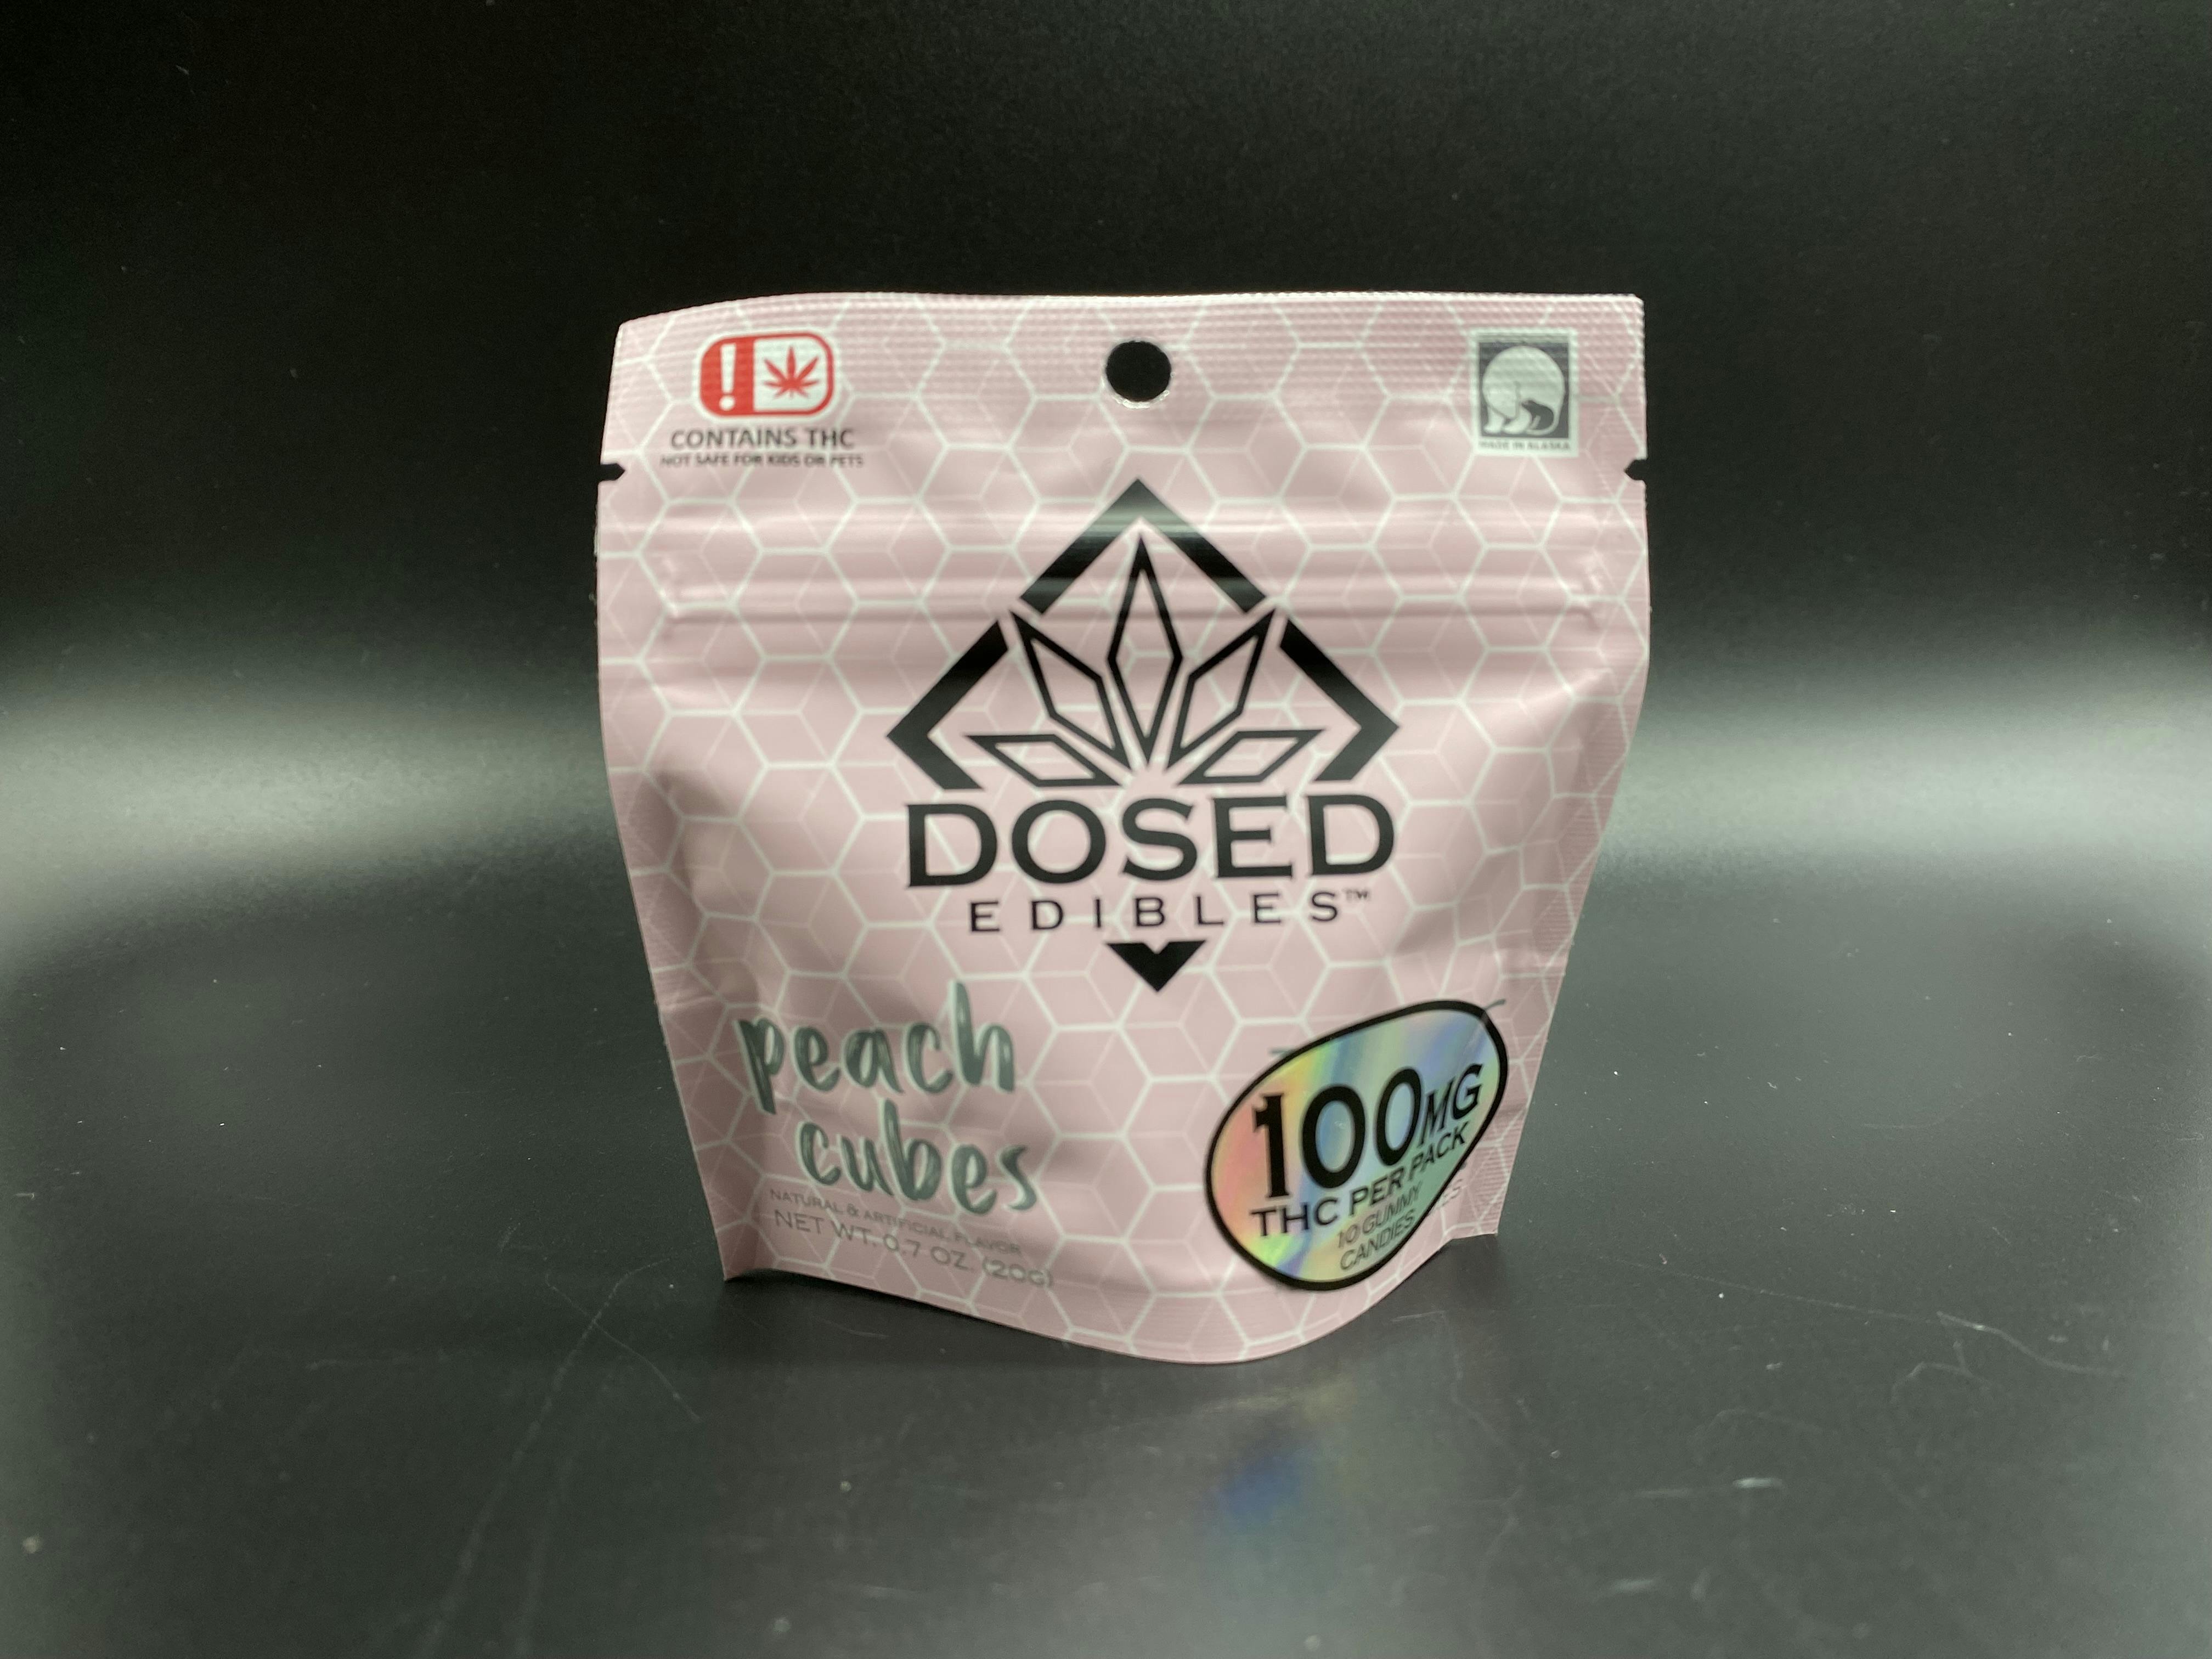 !
CONTAINS THC
NOT SAFE FOR KIDS OR PETS
MADE IN ALASKA
DOSED
EDIBLES™
peach
cubes
NATURAL & ARTIFICIAL FLAVOR
NET WT. 0.7 OZ. (20G)
100MG
THC PER PACK
10 GUMMY
CANDIES